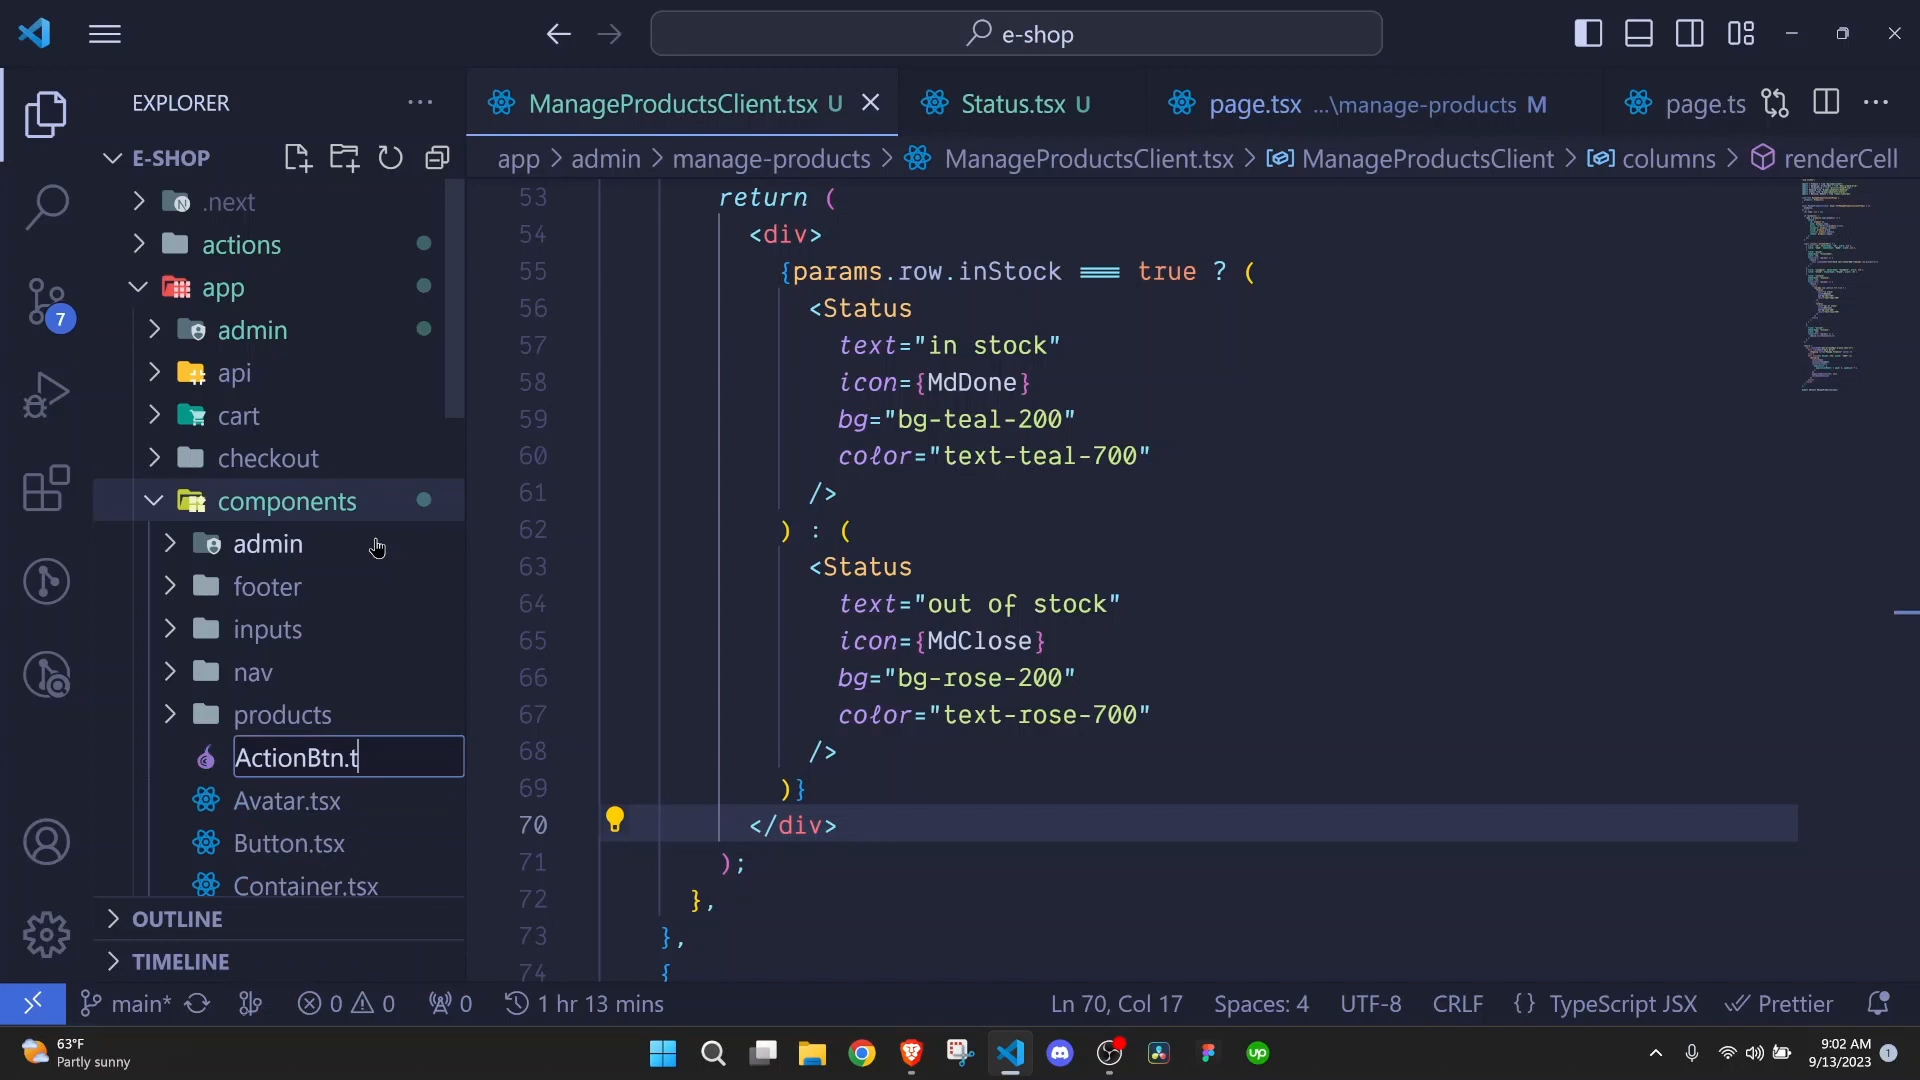 e-shop
EXPLORER
ManageProductsClient.tsx U
Status.tsx U
page.tsx ...\manage-products M
page.ts
E-SHOP
app > admin > manage-products > ManageProductsClient.tsx > ManageProductsClient > columns > renderCell
.next
actions
app
admin
api
cart
checkout
components
admin
footer
inputs
nav
products
ActionBtn.t
Avatar.tsx
Button.tsx
Container.tsx
OUTLINE
TIMELINE
7
53 return (
54 <div>
55 {params.row.inStock === true ? (
56 <Status
57 text="in stock"
58 icon={MdDone}
59 bg="bg-teal-200"
60 color="text-teal-700"
61 />
62 ) : (
63 <Status
64 text="out of stock"
65 icon={MdClose}
66 bg="bg-rose-200"
67 color="text-rose-700"
68 />
69 )}
70 </div>
71 );
72 },
73 },
74 {
main* 0 0 0 1 hr 13 mins Ln 70, Col 17 Spaces: 4 UTF-8 CRLF {} TypeScript JSX Prettier
63°F
Partly sunny
up
9:02 AM
9/13/2023
1